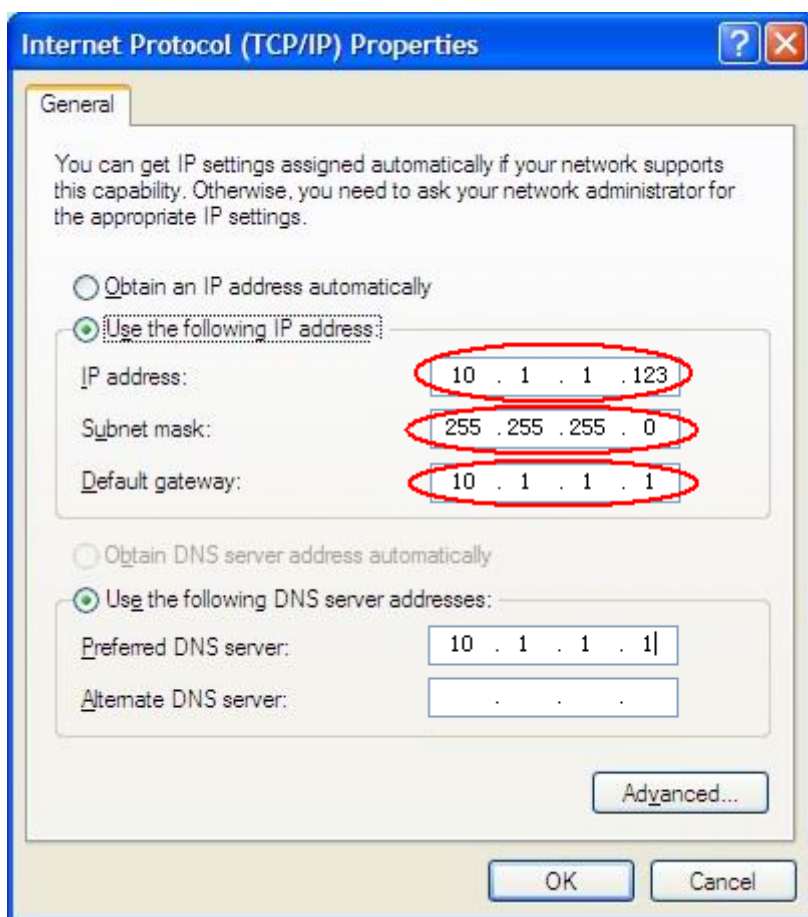 Internet Protocol (TCP/IP) Properties
General
You can get IP settings assigned automatically if your network supports
this capability. Otherwise, you need to ask your network administrator for
the appropriate IP settings.
Obtain an IP address automatically
Use the following IP address:
IP address: 10 . 1 . 1 .123
Subnet mask: 255 .255 .255 . 0
Default gateway: 10 . 1 . 1 . 1
Obtain DNS server address automatically
Use the following DNS server addresses:
Preferred DNS server: 10 . 1 . 1 . 1
Alternate DNS server: . . .
Advanced...
OK Cancel